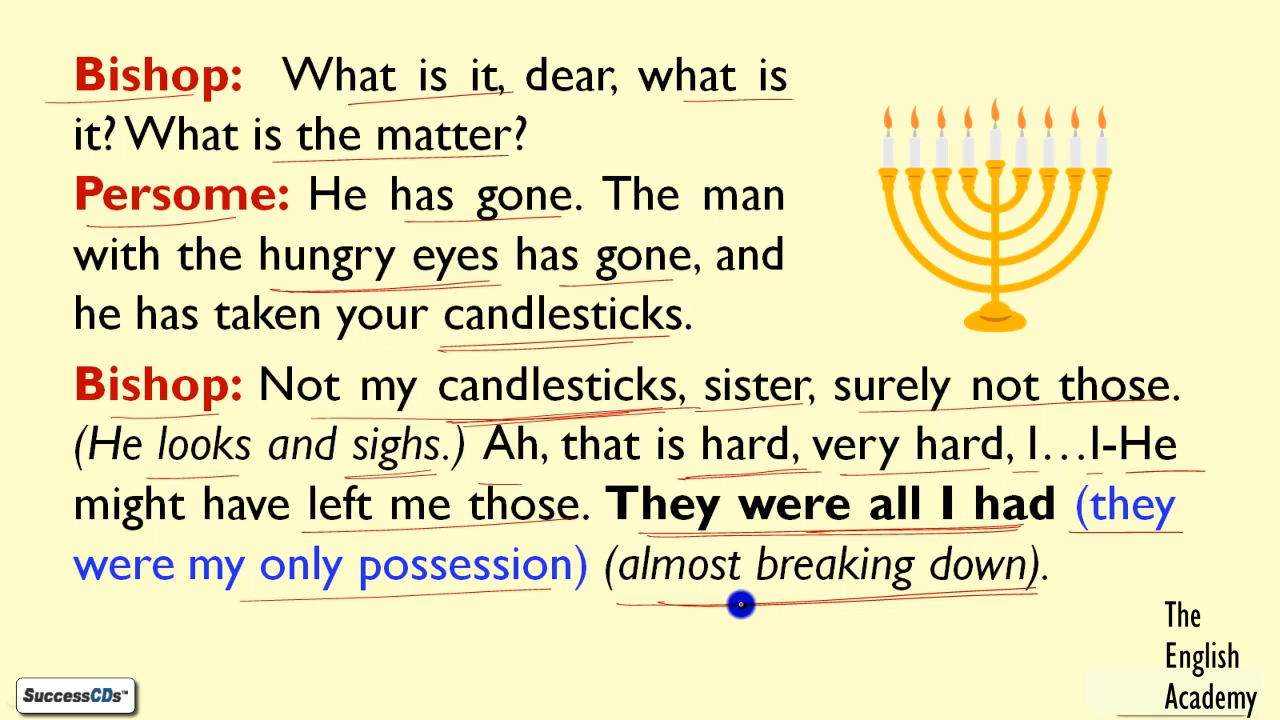 Bishop: What is it, dear, what is
it? What is the matter?
Persome: He has gone. The man
with the hungry eyes has gone, and
he has taken your candlesticks.
Bishop: Not my candlesticks, sister, surely not those.
(He looks and sighs.) Ah, that is hard, very hard, I...I-He
might have left me those. They were all I had (they
were my only possession) (almost breaking down).
The
English
Academy
SuccessCDs™